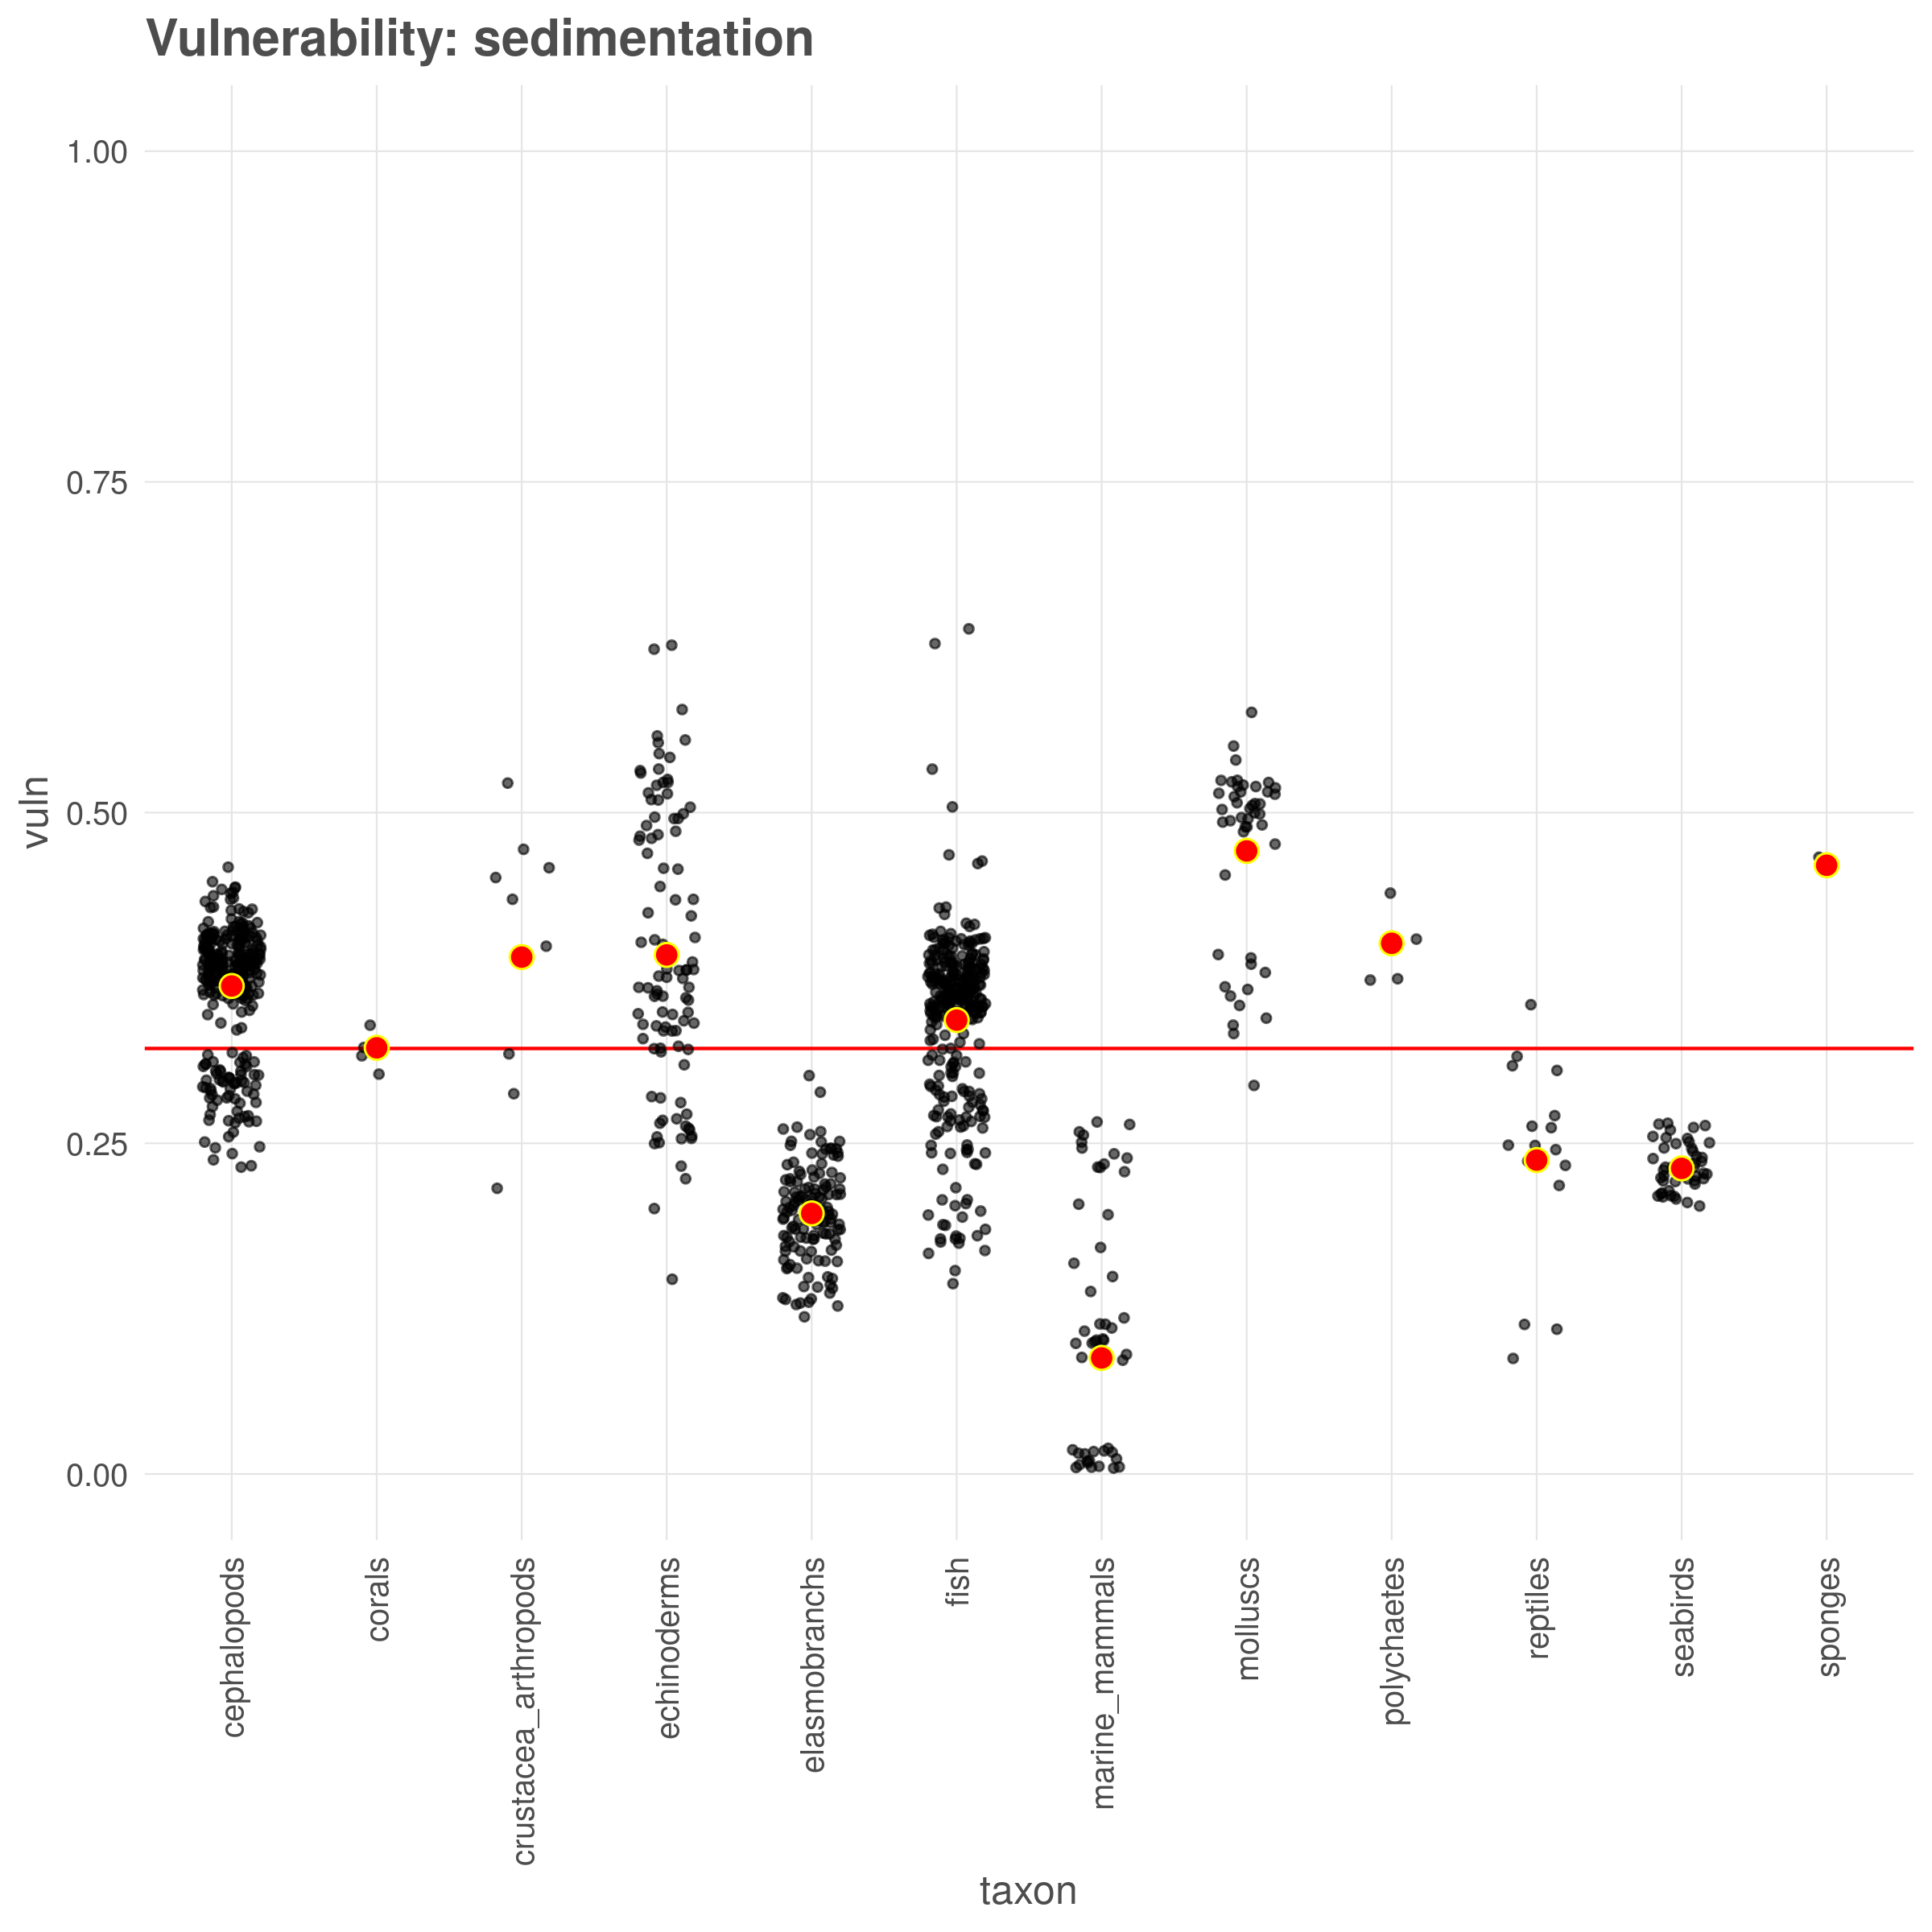 Vulnerability: sedimentation
vuln
1.00
0.75
0.50
0.25
0.00
cephalopods
corals
crustacea_arthropods
echinoderms
elasmobranchs
fish
marine_mammals
molluscs
polychaetes
reptiles
seabirds
sponges
taxon